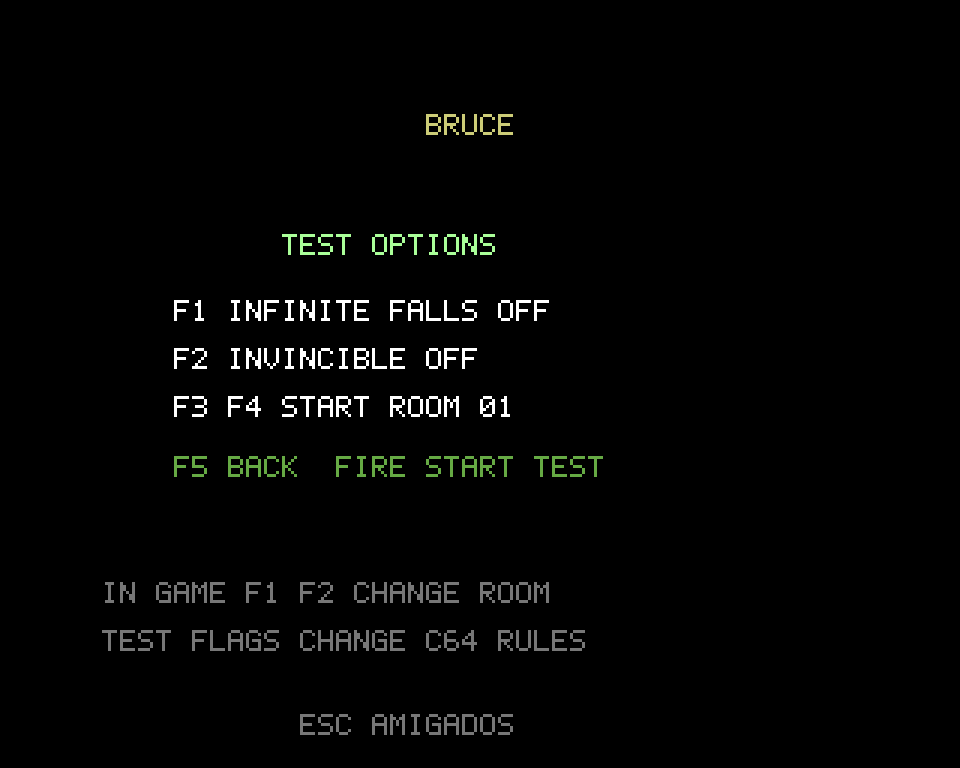 BRUCE
TEST OPTIONS
F1 INFINITE FALLS OFF
F2 INVINCIBLE OFF
F3 F4 START ROOM 01
F5 BACK  FIRE START TEST
IN GAME F1 F2 CHANGE ROOM
TEST FLAGS CHANGE C64 RULES
ESC AMIGADOS